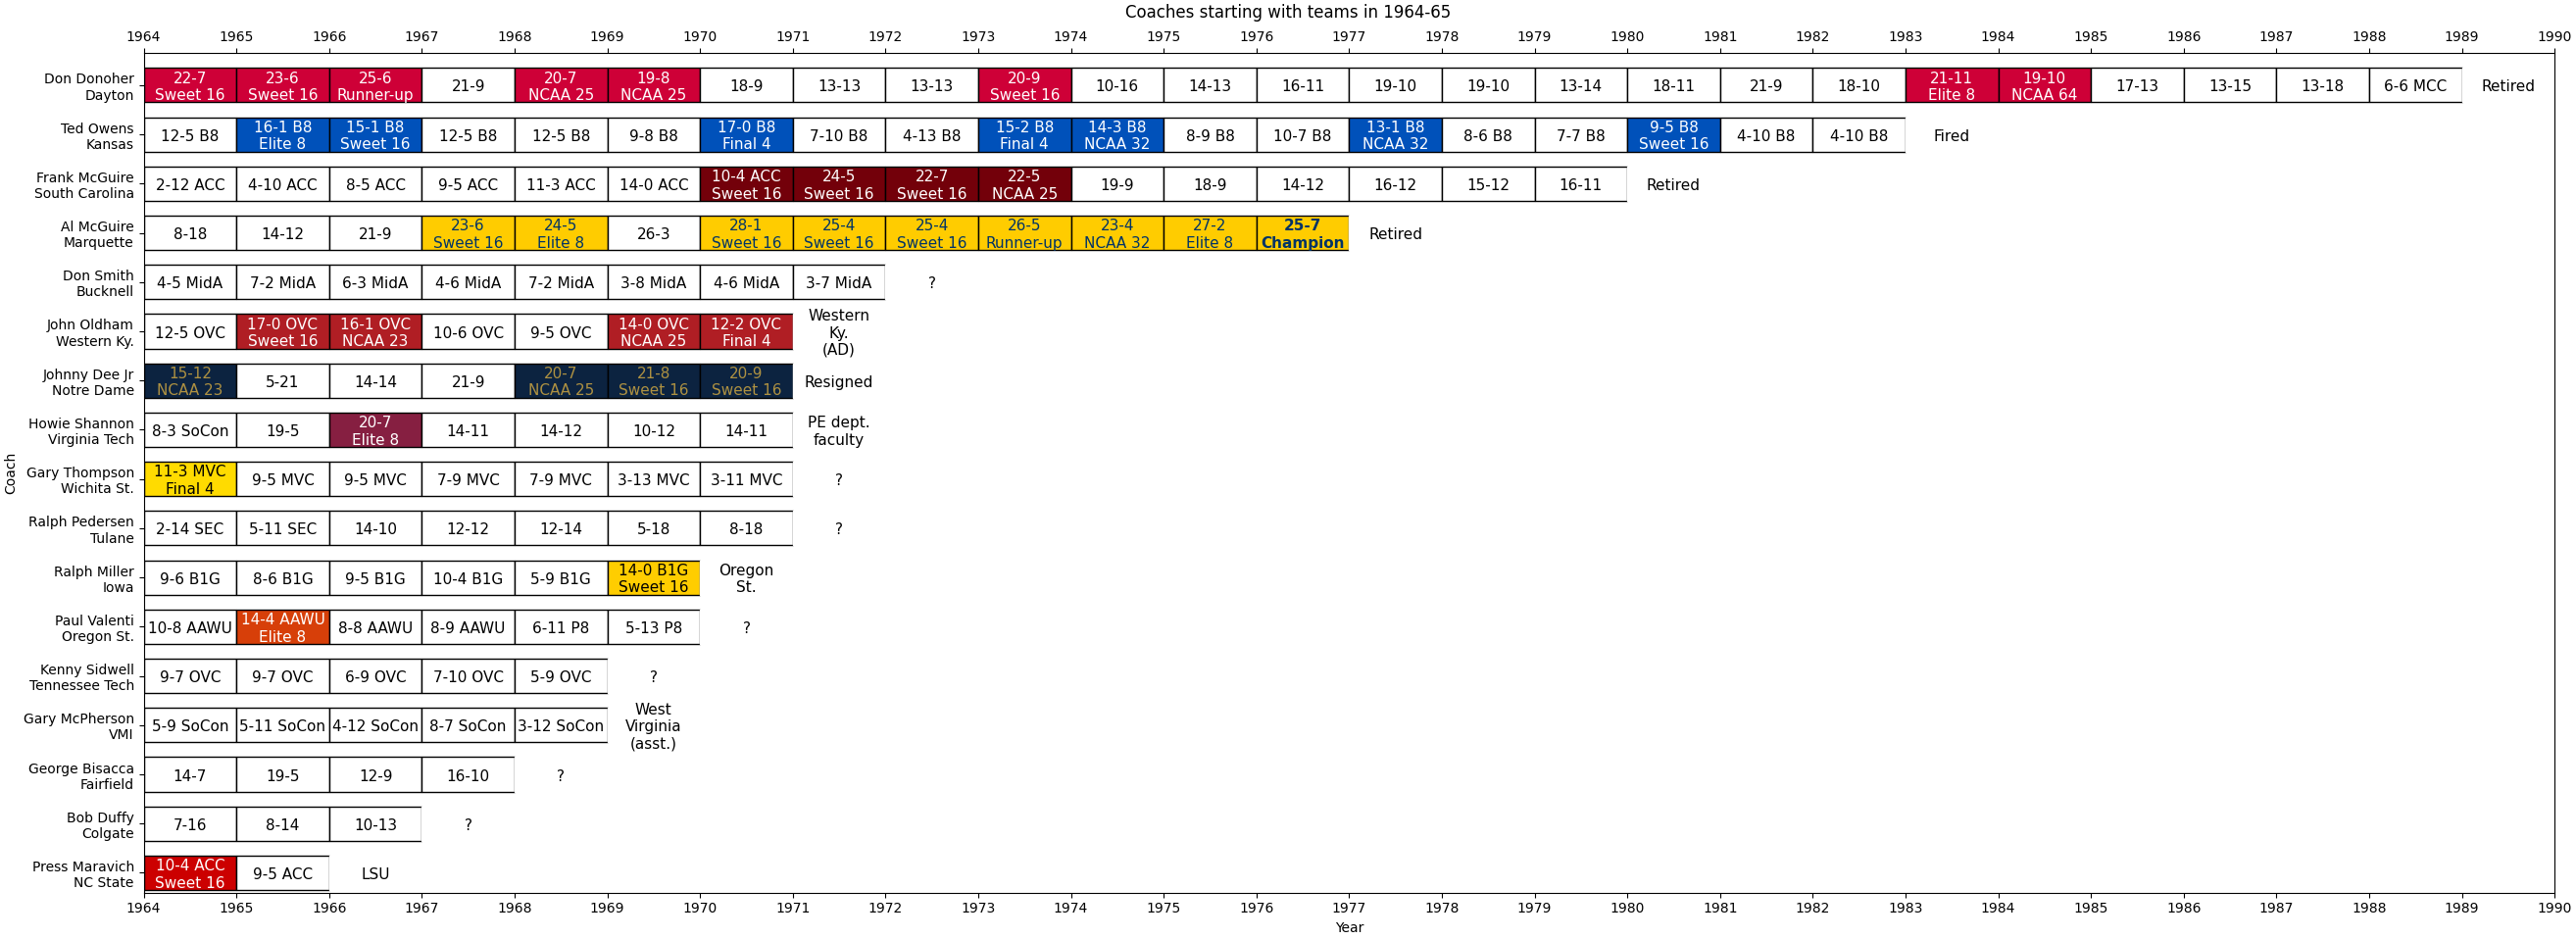 Coaches starting with teams in 1964-65
1964 1965 1966 1967 1968 1969 1970 1971 1972 1973 1974 1975 1976 1977 1978 1979 1980 1981 1982 1983 1984 1985 1986 1987 1988 1989 1990
Don Donoher
Dayton
22-7
Sweet 16
23-6
Sweet 16
25-6
Runner-up
21-9
20-7
NCAA 25
19-8
NCAA 25
18-9
13-13
13-13
20-9
Sweet 16
10-16
14-13
16-11
19-10
19-10
13-14
18-11
21-9
18-10
21-11
Elite 8
19-10
NCAA 64
17-13
13-15
13-18
6-6 MCC
Retired
Ted Owens
Kansas
12-5 B8
16-1 B8
Elite 8
15-1 B8
Sweet 16
12-5 B8
12-5 B8
9-8 B8
17-0 B8
Final 4
7-10 B8
4-13 B8
15-2 B8
Final 4
14-3 B8
NCAA 32
8-9 B8
10-7 B8
13-1 B8
NCAA 32
8-6 B8
7-7 B8
9-5 B8
Sweet 16
4-10 B8
4-10 B8
Fired
Frank McGuire
South Carolina
2-12 ACC
4-10 ACC
8-5 ACC
9-5 ACC
11-3 ACC
14-0 ACC
10-4 ACC
Sweet 16
24-5
Sweet 16
22-7
Sweet 16
22-5
NCAA 25
19-9
18-9
14-12
16-12
15-12
16-11
Retired
Al McGuire
Marquette
8-18
14-12
21-9
23-6
Sweet 16
24-5
Elite 8
26-3
28-1
Sweet 16
25-4
Sweet 16
25-4
Sweet 16
26-5
Runner-up
23-4
NCAA 32
27-2
Elite 8
25-7
Champion
Retired
Don Smith
Bucknell
4-5 MidA
7-2 MidA
6-3 MidA
4-6 MidA
7-2 MidA
3-8 MidA
4-6 MidA
3-7 MidA
?
John Oldham
Western Ky.
12-5 OVC
17-0 OVC
Sweet 16
16-1 OVC
NCAA 23
10-6 OVC
9-5 OVC
14-0 OVC
NCAA 25
12-2 OVC
Final 4
Western
Ky.
(AD)
Johnny Dee Jr
Notre Dame
15-12
NCAA 23
5-21
14-14
21-9
20-7
NCAA 25
21-8
Sweet 16
20-9
Sweet 16
Resigned
Howie Shannon
Virginia Tech
8-3 SoCon
19-5
20-7
Elite 8
14-11
14-12
10-12
14-11
PE dept.
faculty
Gary Thompson
Wichita St.
11-3 MVC
Final 4
9-5 MVC
9-5 MVC
7-9 MVC
7-9 MVC
3-13 MVC
3-11 MVC
?
Ralph Pedersen
Tulane
2-14 SEC
5-11 SEC
14-10
12-12
12-14
5-18
8-18
?
Ralph Miller
Iowa
9-6 B1G
8-6 B1G
9-5 B1G
10-4 B1G
5-9 B1G
14-0 B1G
Sweet 16
Oregon
St.
Paul Valenti
Oregon St.
10-8 AAWU
14-4 AAWU
Elite 8
8-8 AAWU
8-9 AAWU
6-11 P8
5-13 P8
?
Kenny Sidwell
Tennessee Tech
9-7 OVC
9-7 OVC
6-9 OVC
7-10 OVC
5-9 OVC
?
Gary McPherson
VMI
5-9 SoCon
5-11 SoCon
4-12 SoCon
8-7 SoCon
3-12 SoCon
West
Virginia
(asst.)
George Bisacca
Fairfield
14-7
19-5
12-9
16-10
?
Bob Duffy
Colgate
7-16
8-14
10-13
?
Press Maravich
NC State
10-4 ACC
Sweet 16
9-5 ACC
LSU
Coach
1964 1965 1966 1967 1968 1969 1970 1971 1972 1973 1974 1975 1976 1977 1978 1979 1980 1981 1982 1983 1984 1985 1986 1987 1988 1989 1990
Year